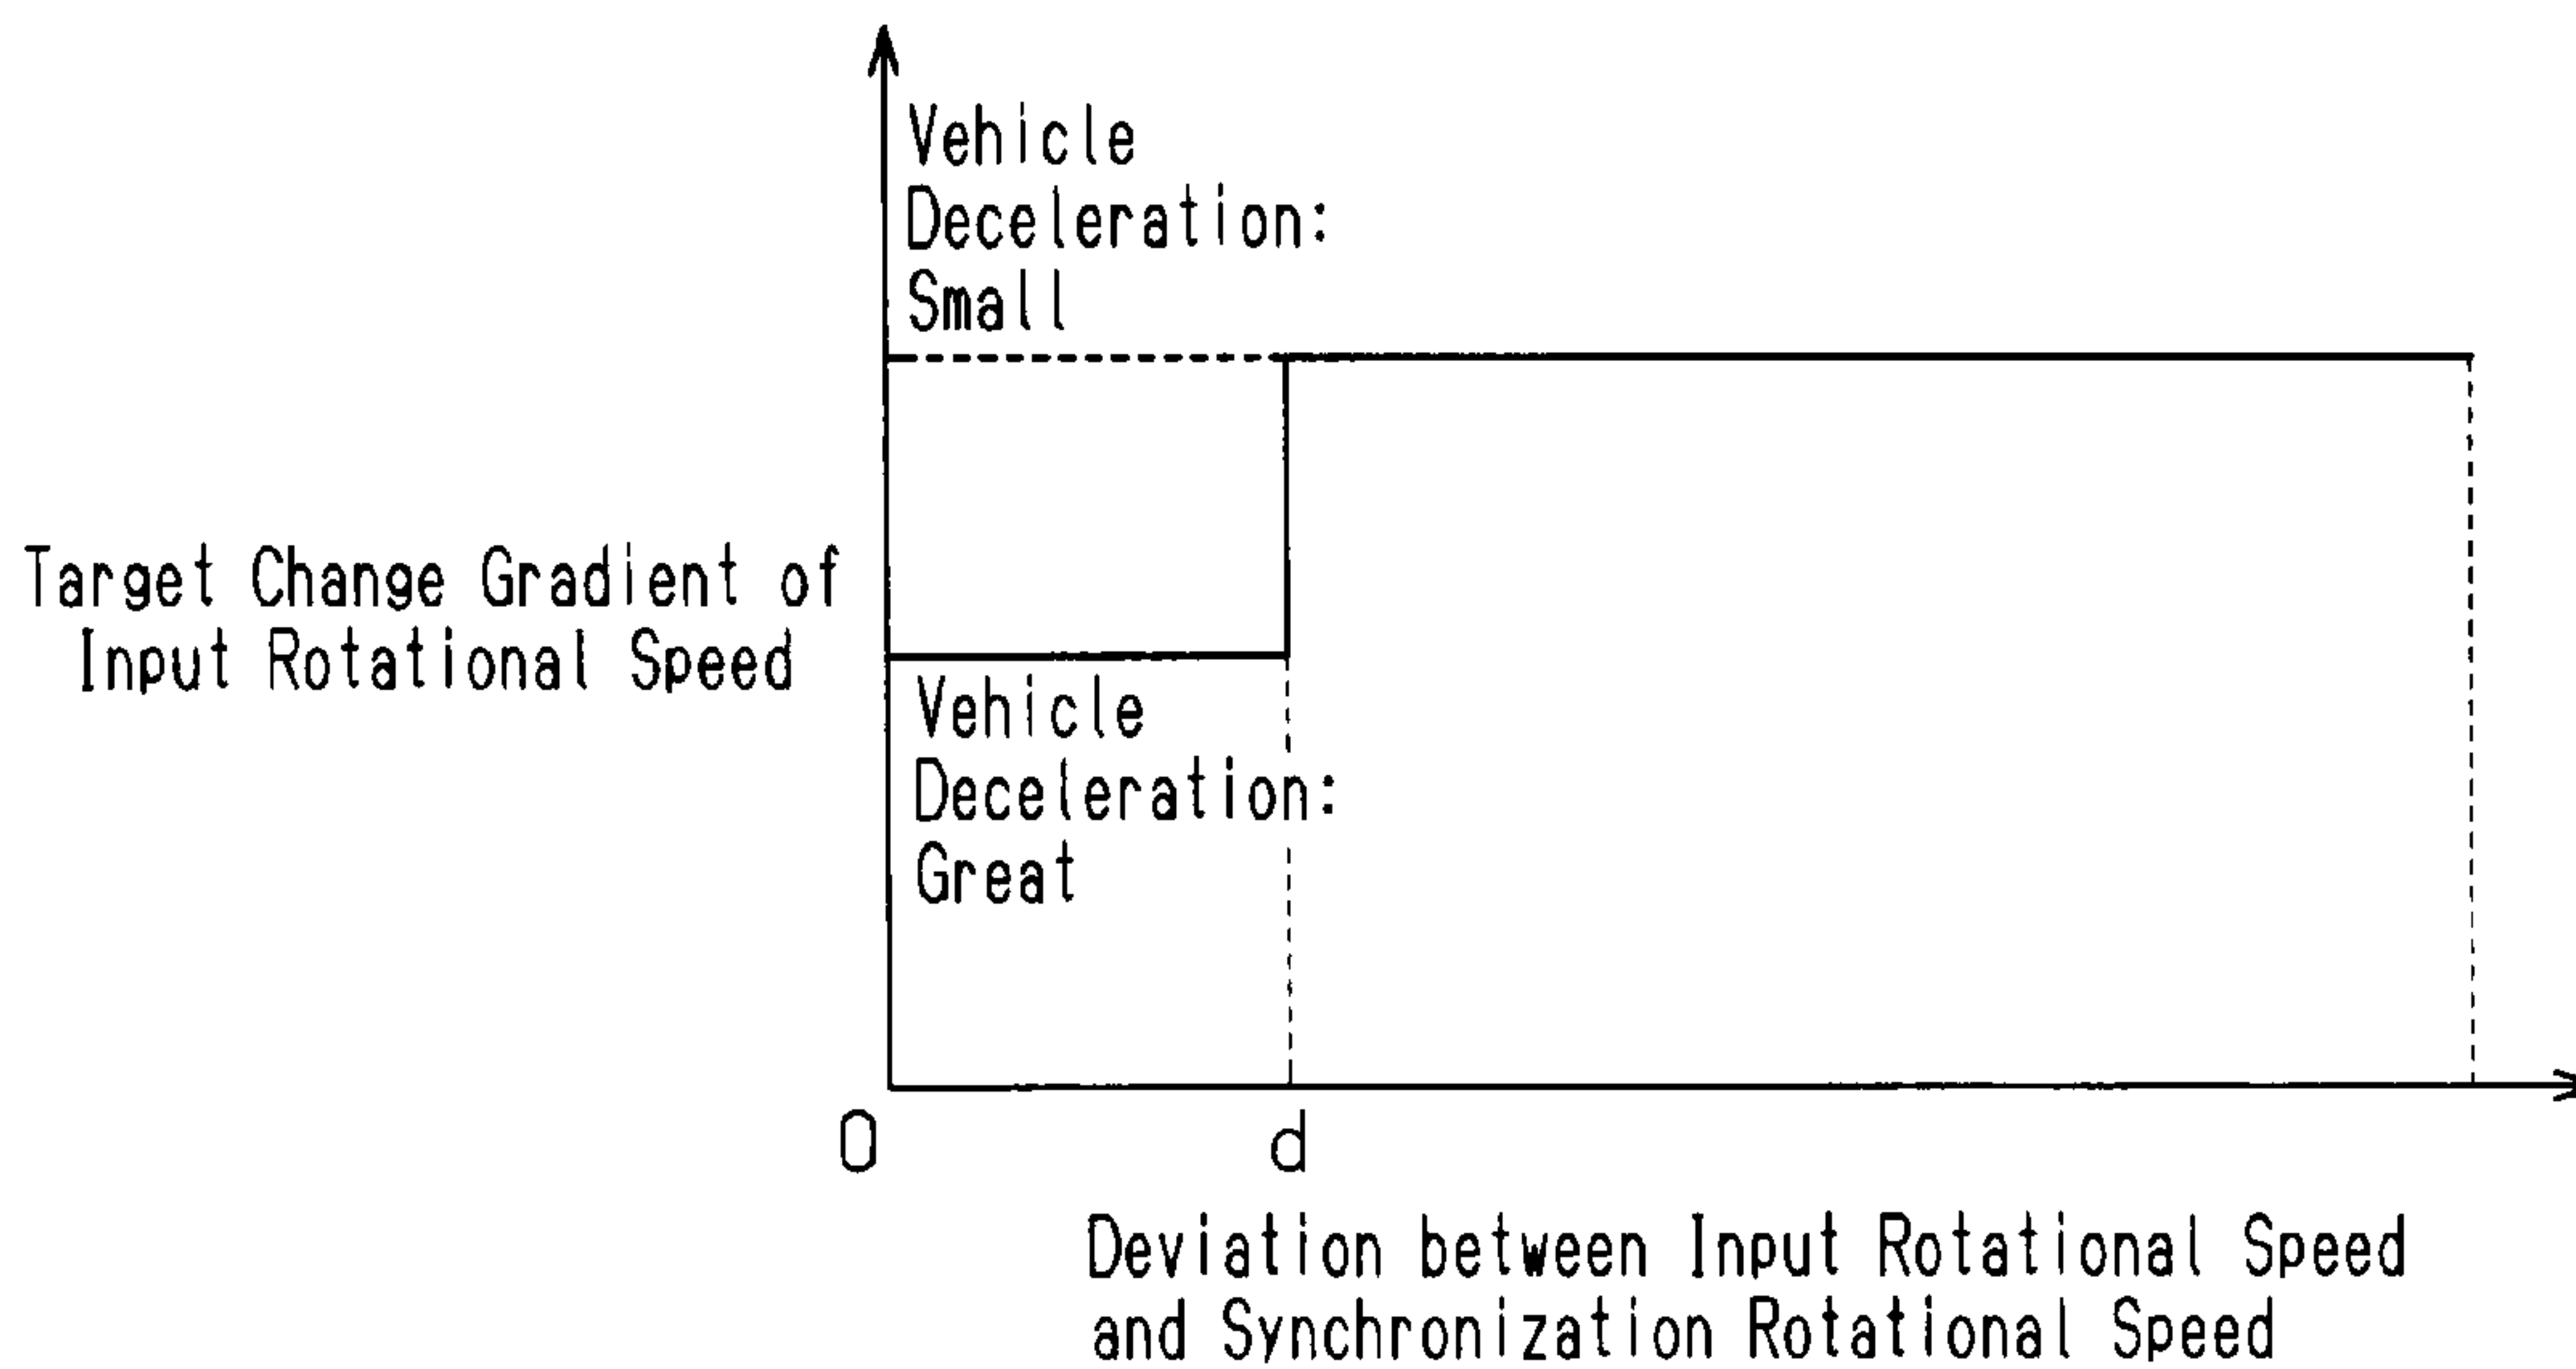 Vehicle
Deceleration:
Small
Target Change Gradient of
Input Rotational Speed
Vehicle
Deceleration:
Great
0
d
Deviation between Input Rotational Speed
and Synchronization Rotational Speed